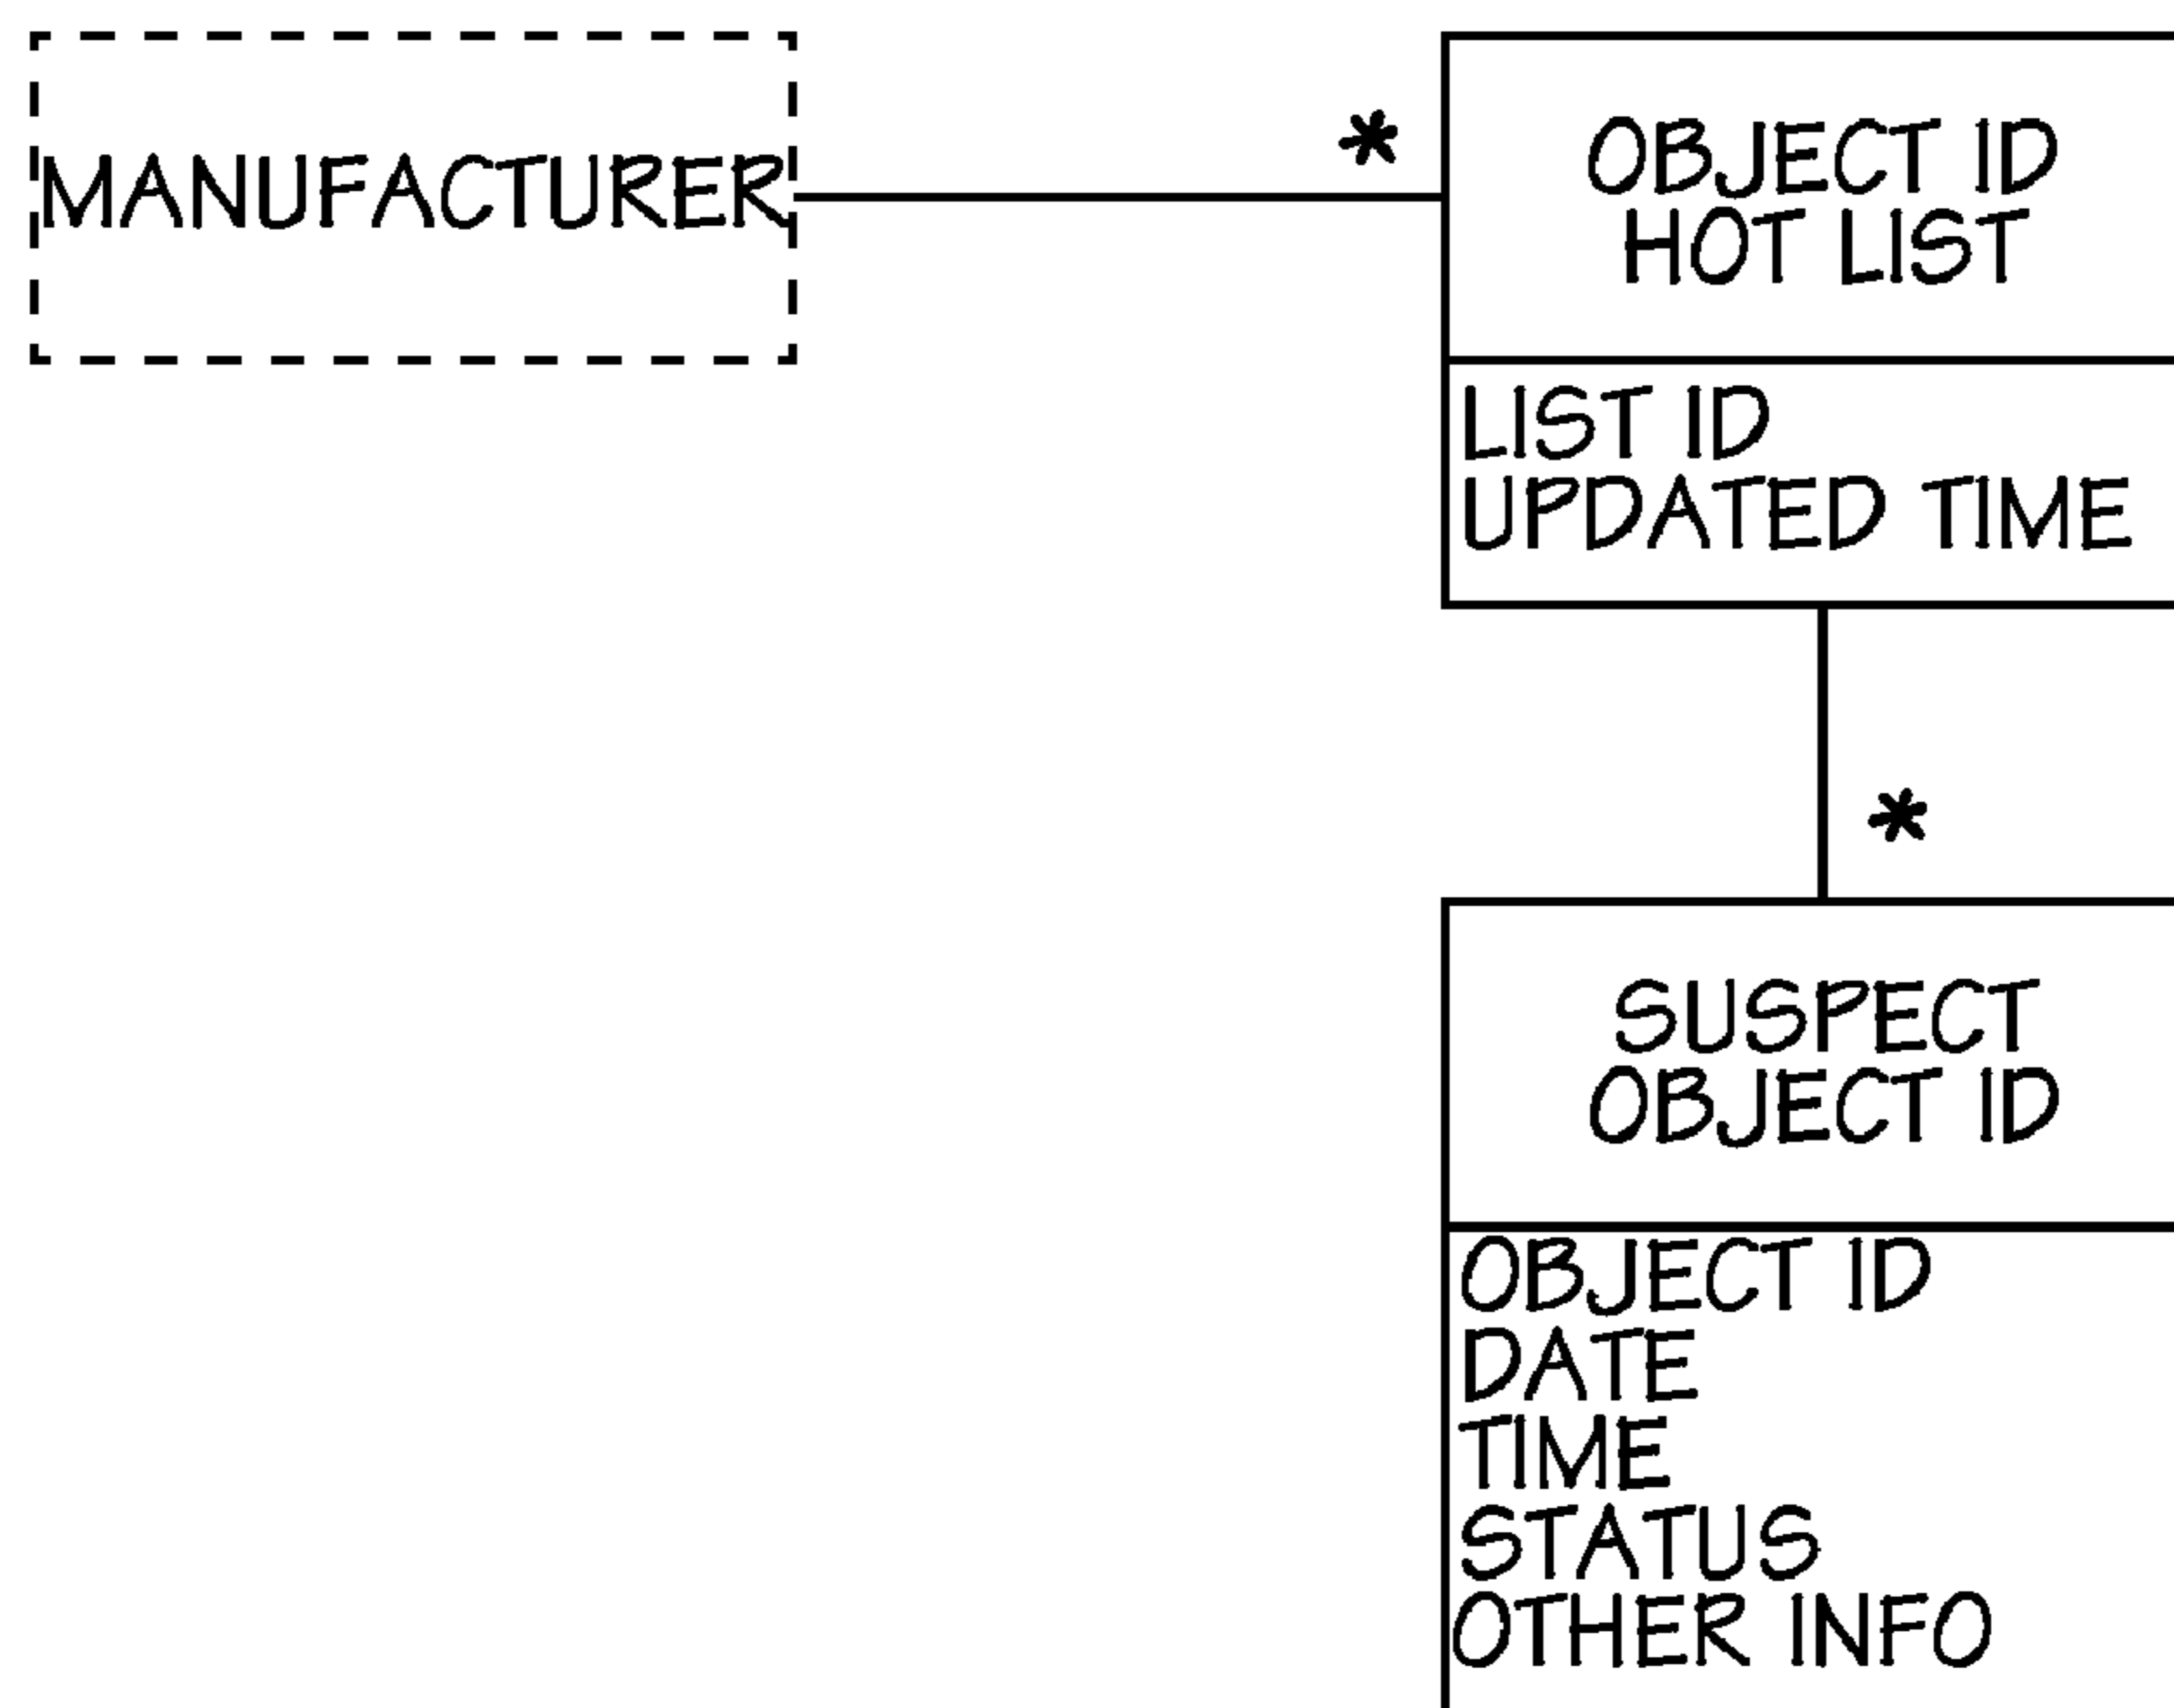 MANUFACTURER
*
OBJECT ID
HOT LIST
LIST ID
UPDATED TIME
*
SUSPECT
OBJECT ID
OBJECT ID
DATE
TIME
STATUS
OTHER INFO